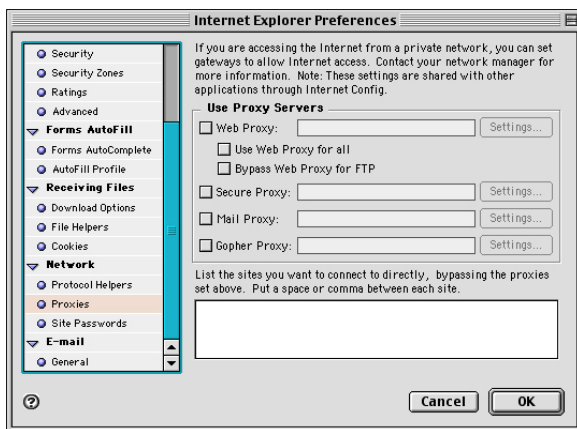 Internet Explorer Preferences
Security
Security Zones
Ratings
Advanced
Forms AutoFill
Forms AutoComplete
AutoFill Profile
Receiving Files
Download Options
File Helpers
Cookies
Network
Protocol Helpers
Proxies
Site Passwords
E-mail
General
If you are accessing the Internet from a private network, you can set
gateways to allow Internet access. Contact your network manager for
more information. Note: These settings are shared with other
applications through Internet Config.
Use Proxy Servers
Web Proxy: Settings...
Use Web Proxy for all
Bypass Web Proxy for FTP
Secure Proxy: Settings...
Mail Proxy: Settings...
Gopher Proxy: Settings...
List the sites you want to connect to directly, bypassing the proxies
set above. Put a space or comma between each site.
?
Cancel OK